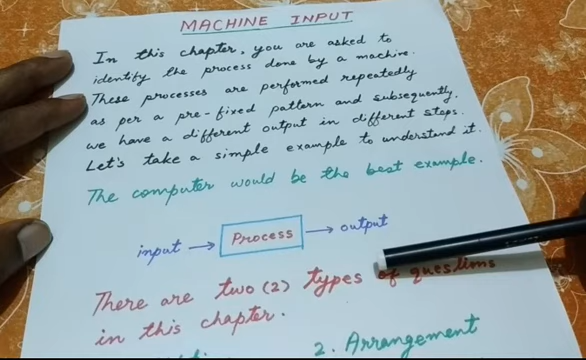 MACHINE INPUT
In this chapter, you are asked to
identify the process done by a machine.
These processes are performed repeatedly
as per a pre-fixed pattern and subsequently,
we have a different output in different steps.
Let's take a simple example to understand it.
The computer would be the best example.
input → Process → output
There are two (2) types of questions
in this chapter.
2. Arrangement